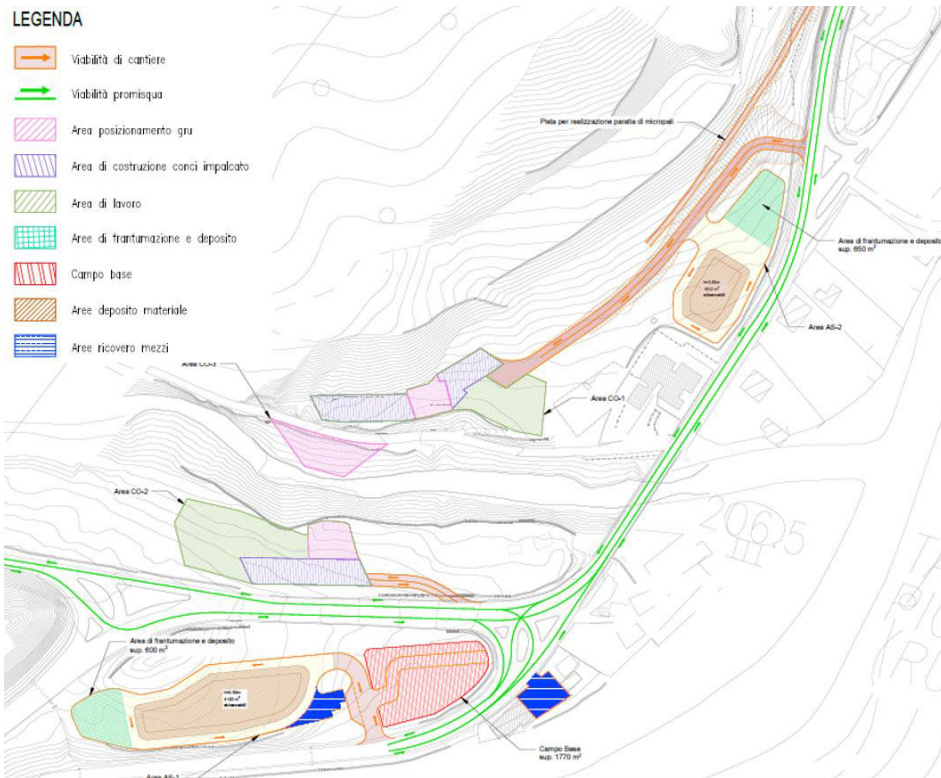 LEGENDA
Viabilità di cantiere
Viabilità promisqua
Area posizionamento gru
Area di costruzione conci impalcato
Area di lavoro
Aree di frantumazione e deposito
Campo base
Aree deposito materiale
Aree ricovero mezzi
Pista per realizzazione paratia di micropali
Area di frantumazione e deposito
sup. 650 m²
Area AS-2
Area CO-3
Area CO-1
Area CO-2
Area di frantumazione e deposito
sup. 600 m²
Campo Base
sup. 1770 m²
Area AS-1